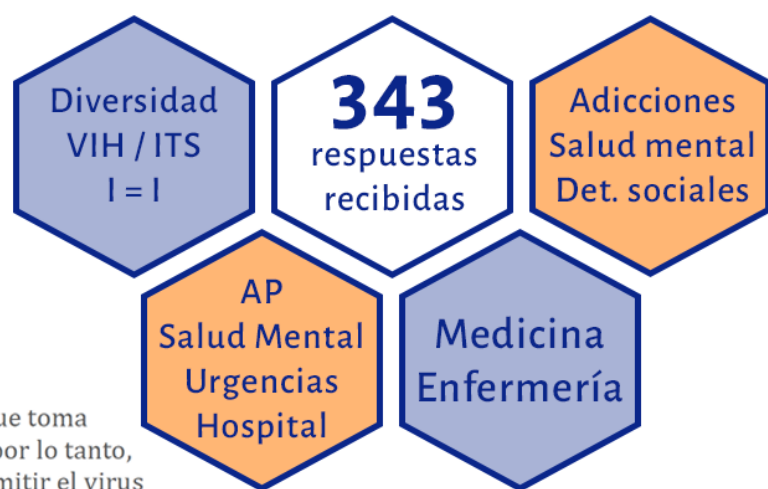 Diversidad
VIH / ITS
I = I
343
respuestas
recibidas
Adicciones
Salud mental
Det. sociales
AP
Salud Mental
Urgencias
Hospital
Medicina
Enfermería
que toma
por lo tanto,
mitir el virus